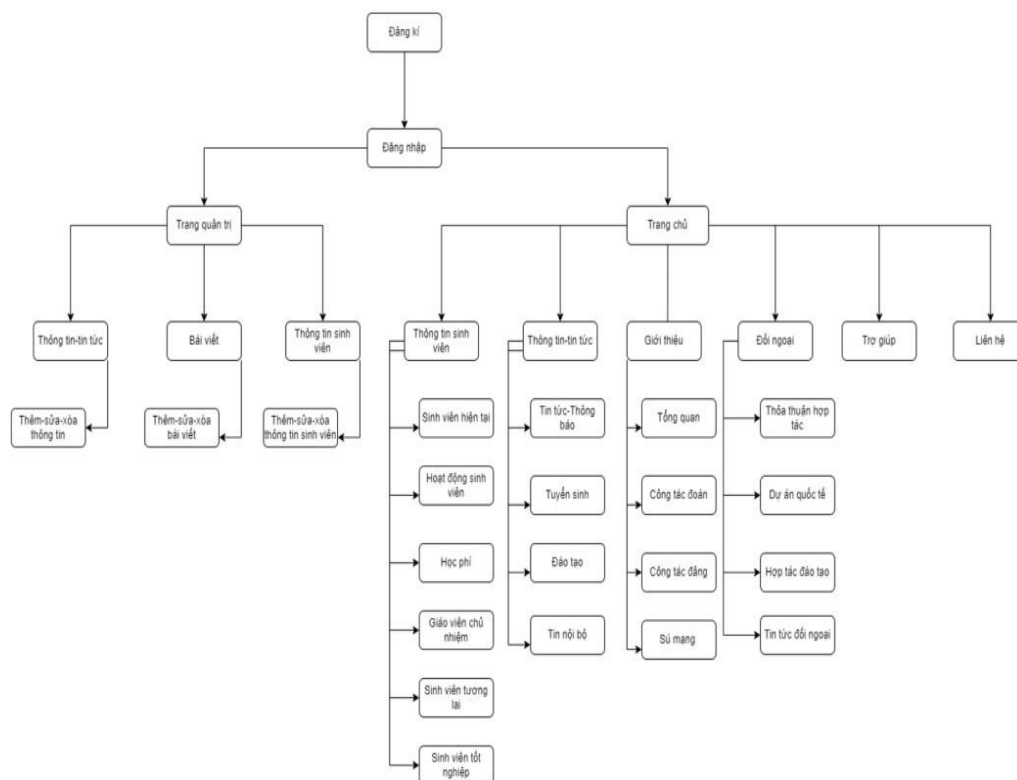 Đăng kí
Đăng nhập
Trang quản trị
Trang chủ
Thông tin-tin tức
Bài viết
Thông tin sinh
viên
Thông tin sinh
viên
Thông tin-tin tức
Giới thiệu
Đối ngoại
Trợ giúp
Liên hệ
Thêm-sửa-xóa
thông tin
Thêm-sửa-xóa
bài viết
Thêm-sửa-xóa
thông tin sinh viên
Sinh viên hiện tại
Tin tức-Thông
báo
Tổng quan
Thỏa thuận hợp
tác
Hoạt động sinh
viên
Tuyển sinh
Công tác đoán
Dự án quốc tế
Học phí
Đảo tạo
Công tác đảng
Hợp tác đảo tạo
Giáo viên chủ
nhiệm
Tin nội bộ
Sú mạng
Tin tức đối ngoại
Sinh viên tương
lai
Sinh viên tốt
nghiệp